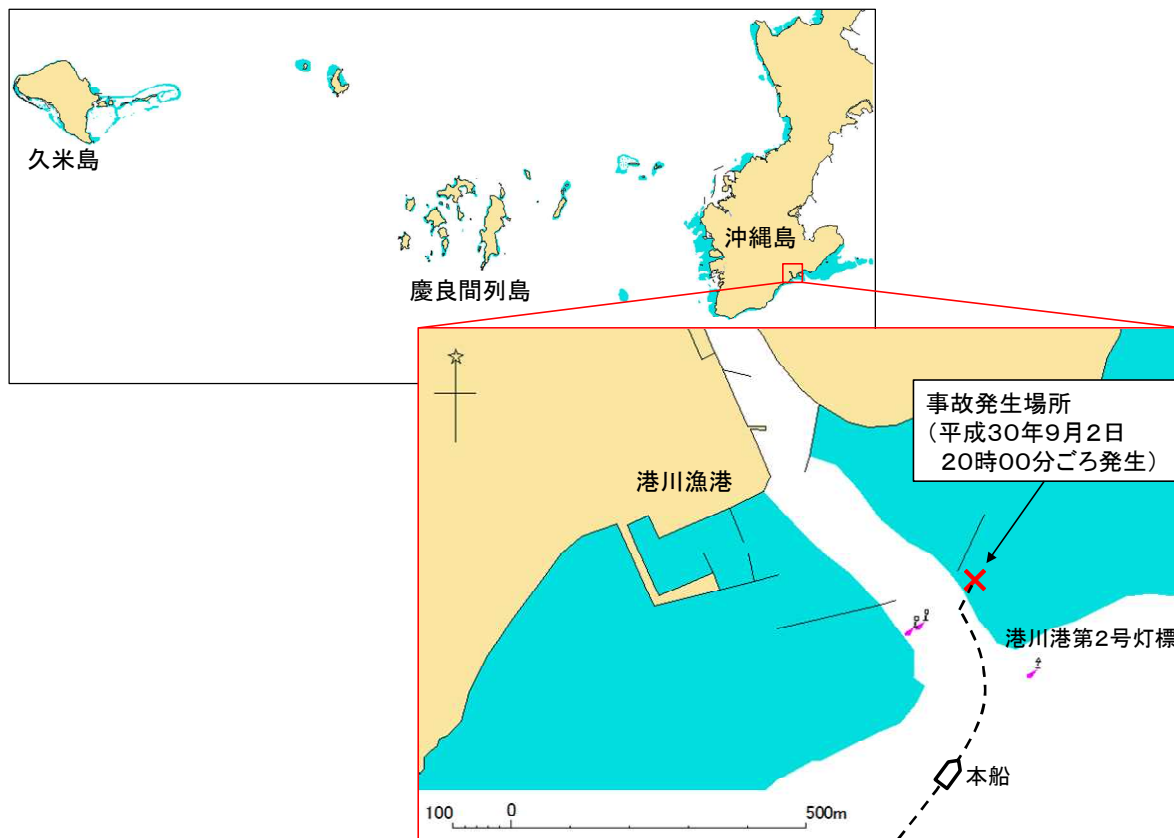 久米島
慶良間列島
沖縄島
事故発生場所
（平成30年9月2日
20時00分ごろ発生）
港川漁港
港川港第2号灯標
本船
100 0 500m